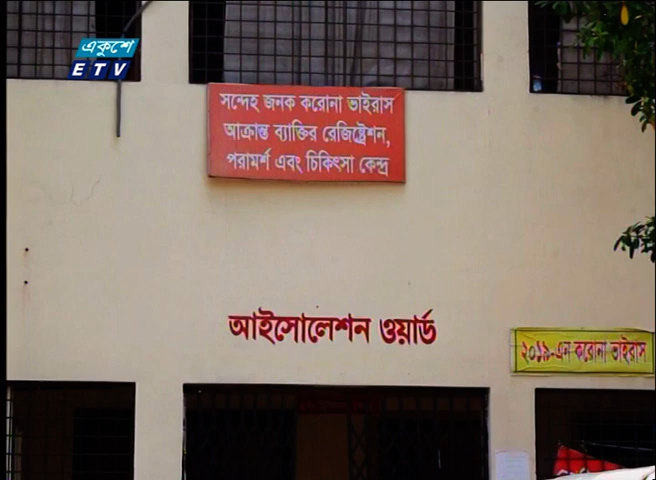 একুশে
ETV
সন্দেহ জনক করোনা ভাইরাস
আক্রান্ত ব্যাক্তির রেজিষ্ট্রেশন,
পরামর্শ এবং চিকিৎসা কেন্দ্র
আইসোলেশন ওয়ার্ড
২০১৯-এন করোনা ভাইরাস